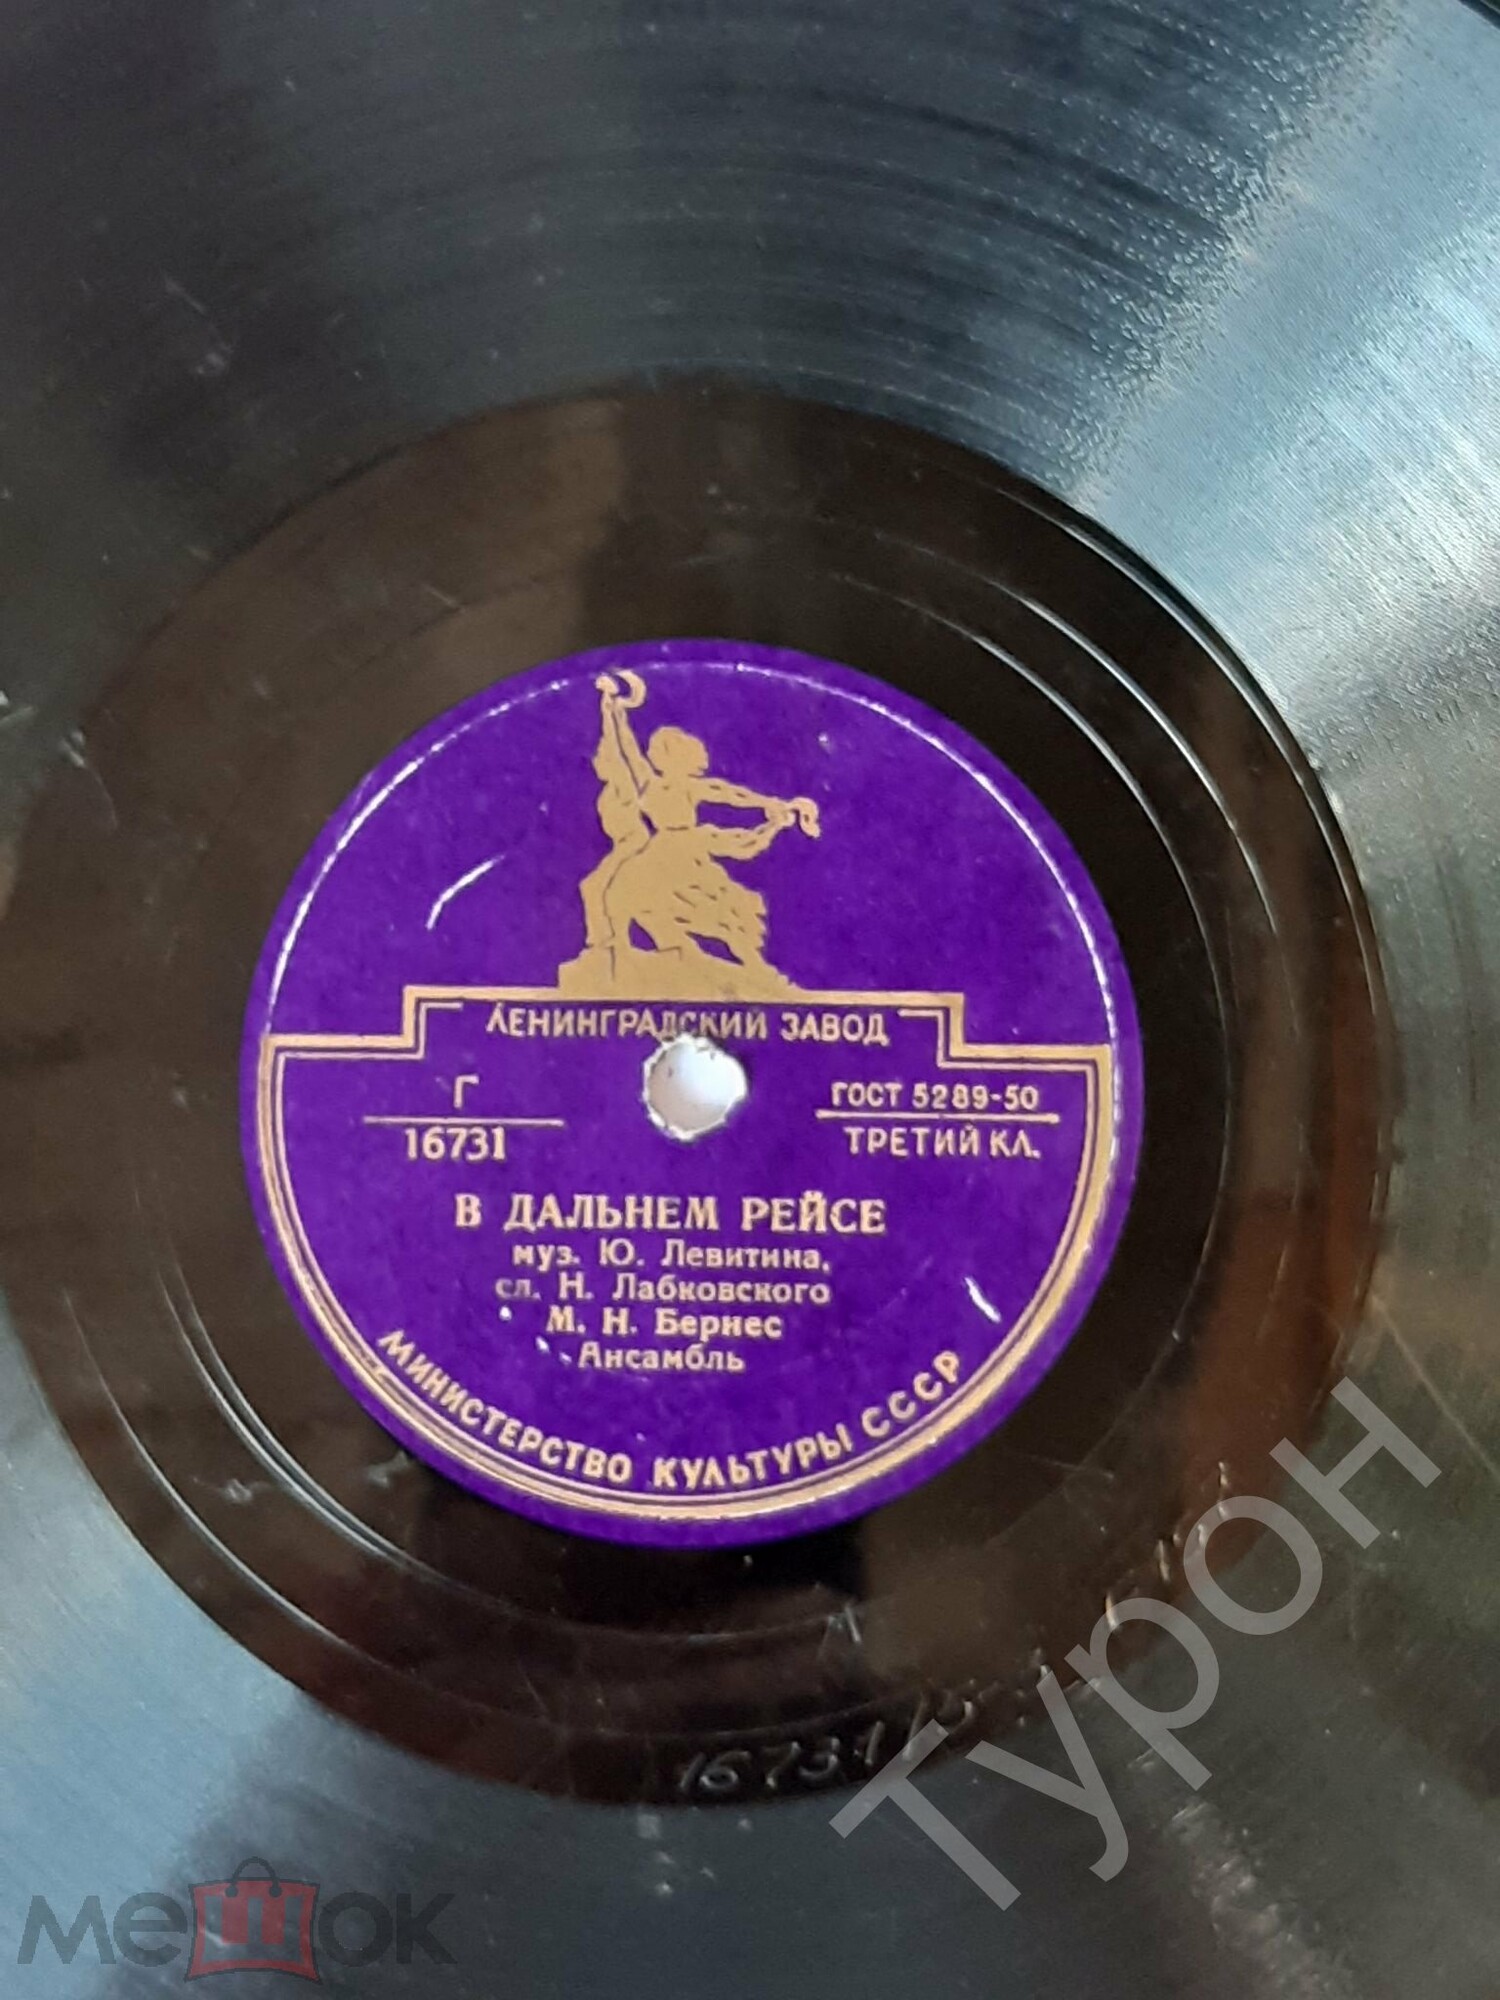 ЛЕНИНГРАДСКИЙ ЗАВОД
Г
16731
ГОСТ 5289-50
ТРЕТИЙ КЛ.
В ДАЛЬНЕМ РЕЙСЕ
муз. Ю. Левитина,
сл. Н. Лабковского
М. Н. Бернес
Ансамбль
МИНИСТЕРСТВО КУЛЬТУРЫ СССР
16731
Турон
мешок